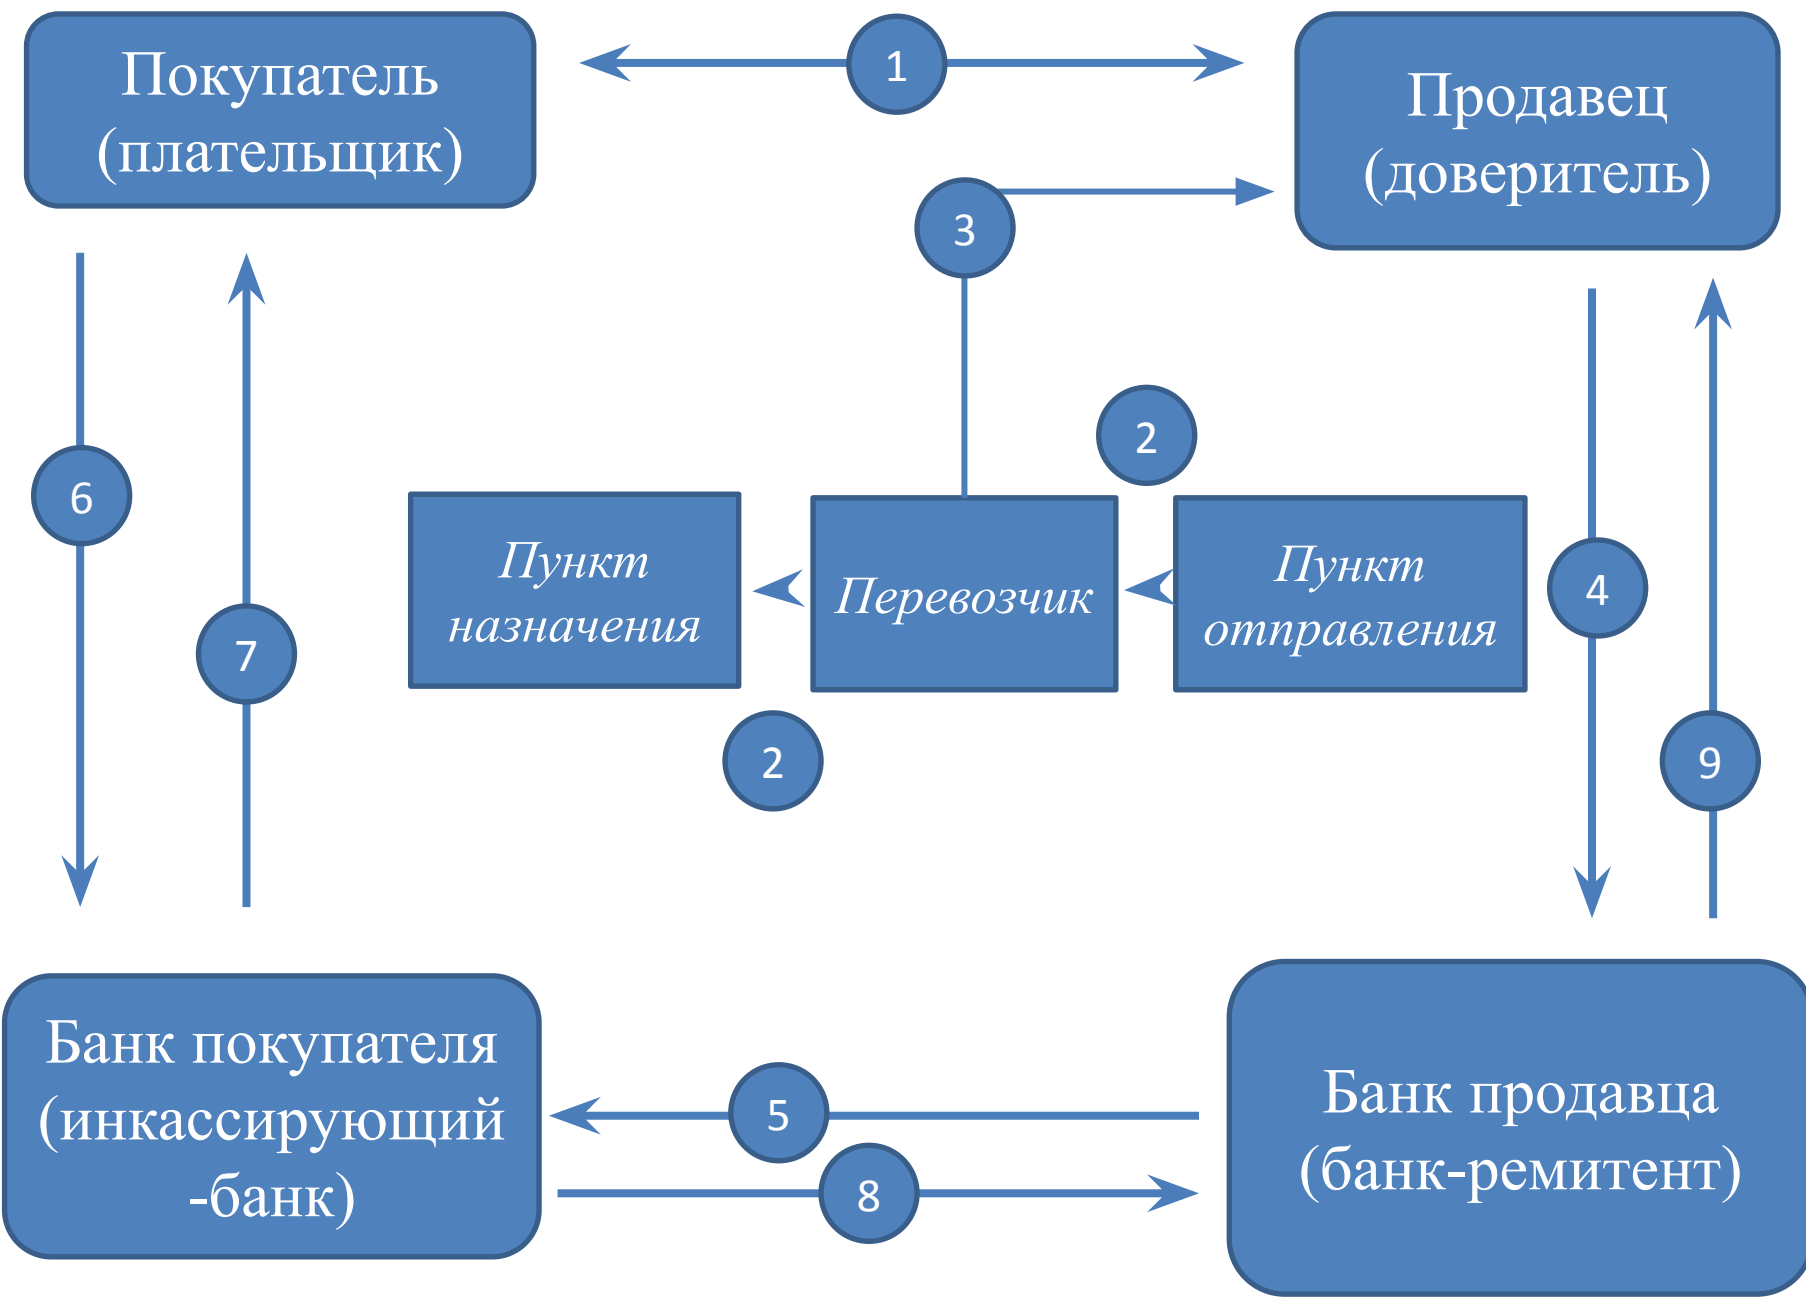 Покупатель
(плательщик)
1
Продавец
(доверитель)
3
2
6
Пункт
назначения
Перевозчик
Пункт
отправления
4
7
2
9
Банк покупателя
(инкассирующий
-банк)
5
8
Банк продавца
(банк-ремитент)